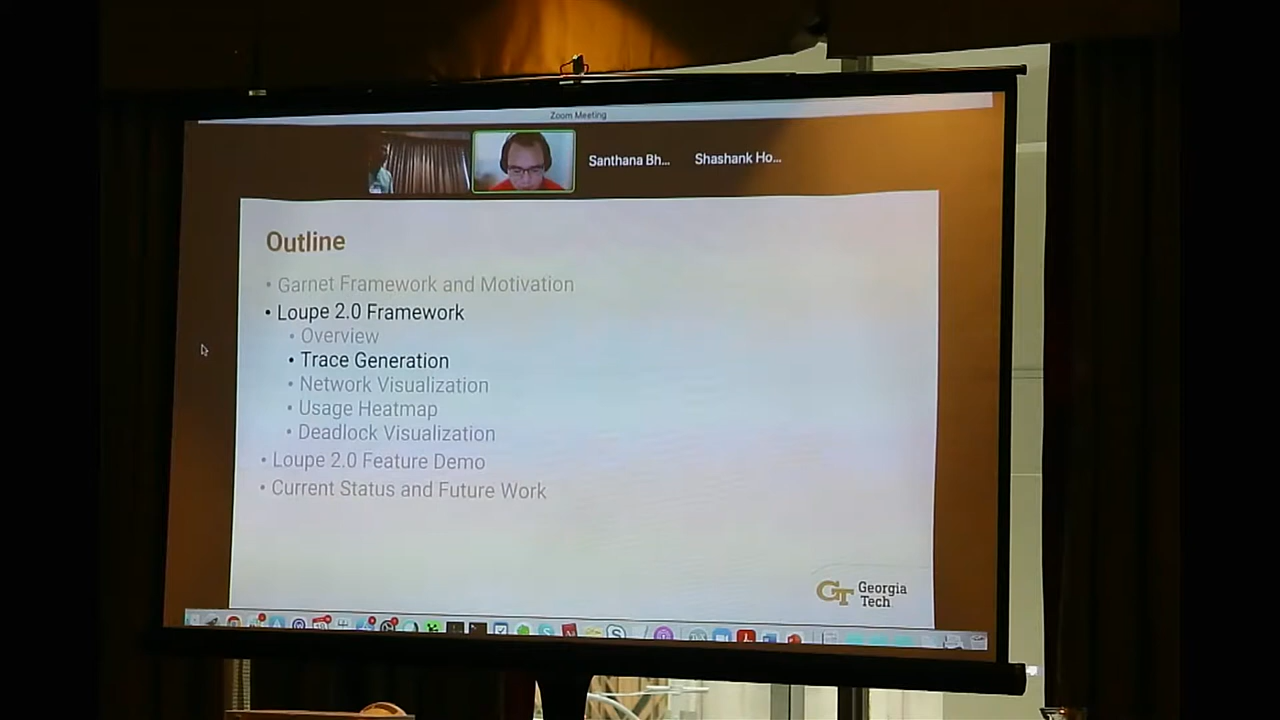 Zoom Meeting
Santhana Bh... Shashank Ho...
Outline
• Garnet Framework and Motivation
• Loupe 2.0 Framework
• Overview
• Trace Generation
• Network Visualization
• Usage Heatmap
• Deadlock Visualization
• Loupe 2.0 Feature Demo
• Current Status and Future Work
GT Georgia
Tech